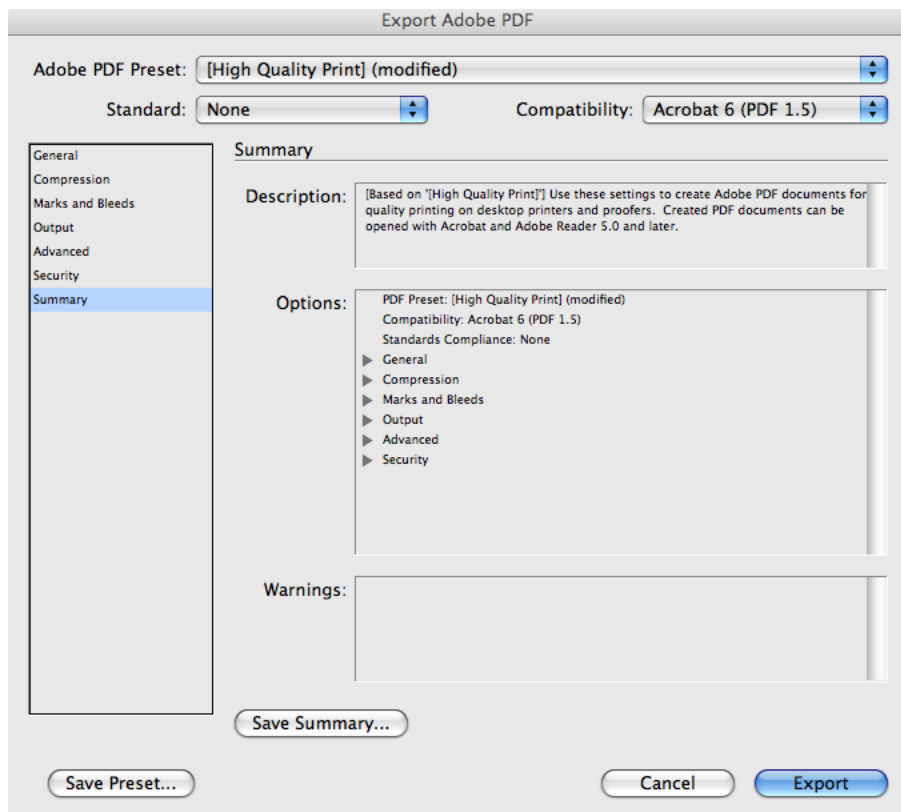 Export Adobe PDF
Adobe PDF Preset: [High Quality Print] (modified)
Standard: None Compatibility: Acrobat 6 (PDF 1.5)
General
Compression
Marks and Bleeds
Output
Advanced
Security
Summary
Summary
Description: [Based on '[High Quality Print]'] Use these settings to create Adobe PDF documents for
quality printing on desktop printers and proofers. Created PDF documents can be
opened with Acrobat and Adobe Reader 5.0 and later.
Options: PDF Preset: [High Quality Print] (modified)
Compatibility: Acrobat 6 (PDF 1.5)
Standards Compliance: None
General
Compression
Marks and Bleeds
Output
Advanced
Security
Warnings:
Save Summary...
Save Preset... Cancel Export